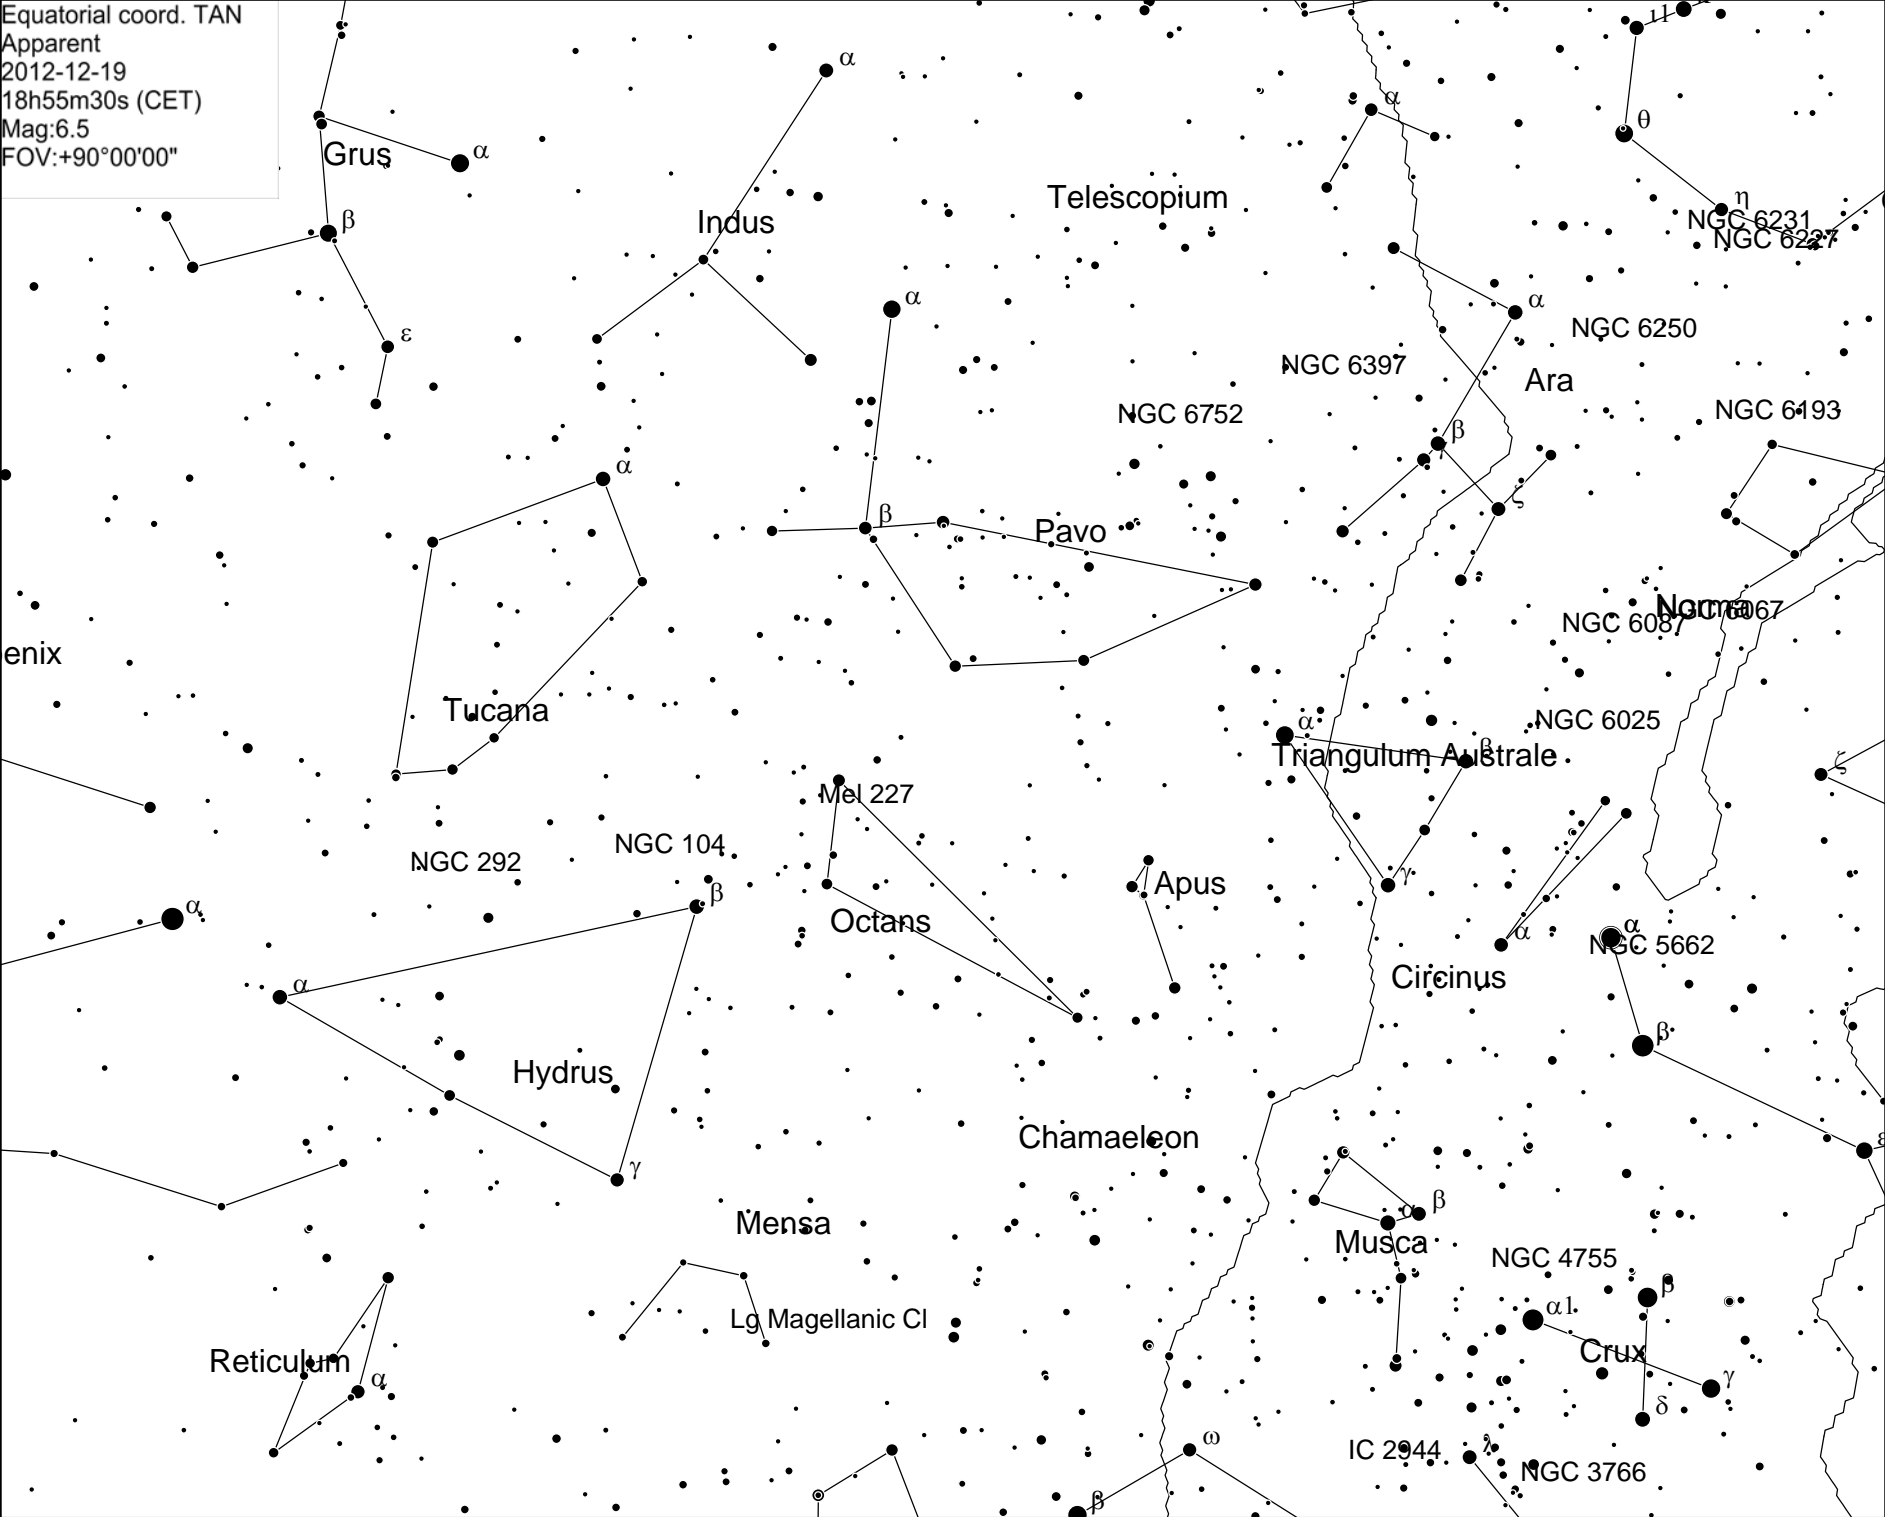 Equatorial coord. TAN
Apparent
2012-12-19
18h55m30s (CET)
Mag:6.5
FOV:+90°00'00"
ι1
α
α
θ
Grus
α
Telescopium
η
β
Indus
NGC 6231
NGC 6227
α
α
ε
NGC 6250
NGC 6397
Ara
NGC 6752
NGC 6193
β
α
ζ
β
Pavo
Norma
NGC 6067
NGC 6087
enix
Tucana
α
NGC 6025
β
Triangulum Australe
ζ
Mel 227
NGC 104
NGC 292
γ
Apus
β
α
Octans
α
α
NGC 5662
Circinus
α
β
Hydrus
Chamaeleon
ε
γ
Mensa
α
β
Musca
NGC 4755
β
α1
Lg Magellanic Cl
Crux
Reticulum
α
γ
δ
ω
λ
IC 2944
NGC 3766
β